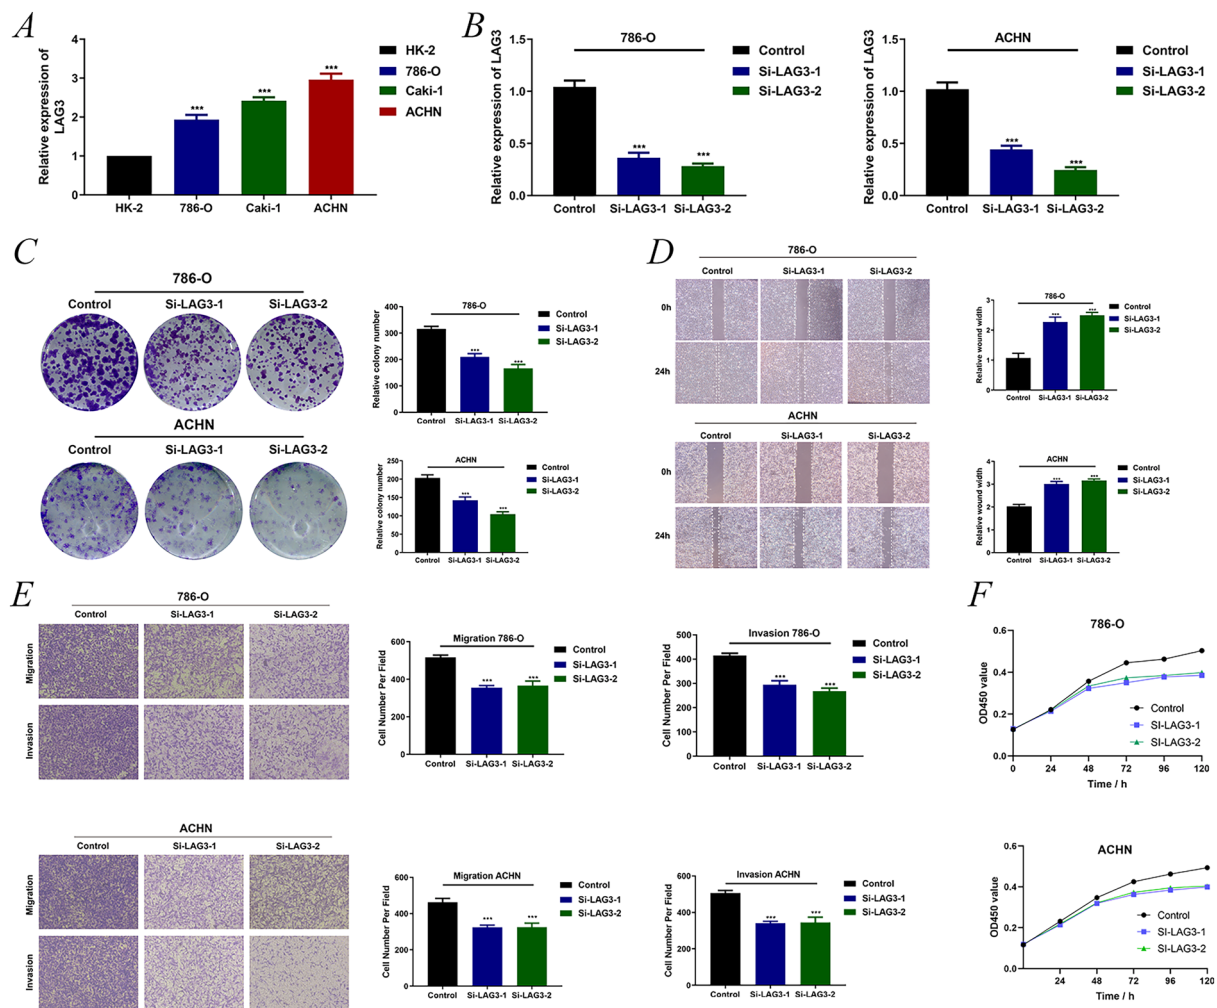 A
Relative expression of
LAG3
4
3
2
1
0
***
***
***
HK-2
786-O
Caki-1
ACHN
HK-2
786-O
Caki-1
ACHN
B
Relative expression of LAG3
1.5
1.0
0.5
0.0
786-O
***
***
Control
Si-LAG3-1
Si-LAG3-2
Control
Si-LAG3-1
Si-LAG3-2
Relative expression of LAG3
1.5
1.0
0.5
0.0
ACHN
***
***
Control
Si-LAG3-1
Si-LAG3-2
Control
Si-LAG3-1
Si-LAG3-2
C
786-O
Control
Si-LAG3-1
Si-LAG3-2
ACHN
Control
Si-LAG3-1
Si-LAG3-2
Relative colony number
400
300
200
100
0
786-O
***
***
Control
Si-LAG3-1
Si-LAG3-2
Control
Si-LAG3-1
Si-LAG3-2
Relative colony number
250
200
150
100
50
0
ACHN
***
***
Control
Si-LAG3-1
Si-LAG3-2
Control
Si-LAG3-1
Si-LAG3-2
D
786-O
Control
Si-LAG3-1
Si-LAG3-2
0h
24h
ACHN
Control
Si-LAG3-1
Si-LAG3-2
0h
24h
Relative wound width
3
2
1
0
786-O
***
***
Control
Si-LAG3-1
Si-LAG3-2
Control
Si-LAG3-1
Si-LAG3-2
Relative wound width
4
3
2
1
0
ACHN
***
***
Control
Si-LAG3-1
Si-LAG3-2
Control
Si-LAG3-1
Si-LAG3-2
E
786-O
Control
Si-LAG3-1
Si-LAG3-2
Migration
Invasion
Cell Number Per Field
600
400
200
0
Migration 786-O
***
***
Control
Si-LAG3-1
Si-LAG3-2
Control
Si-LAG3-1
Si-LAG3-2
Cell Number Per Field
500
400
300
200
100
0
Invasion 786-O
***
***
Control
Si-LAG3-1
Si-LAG3-2
Control
Si-LAG3-1
Si-LAG3-2
ACHN
Control
Si-LAG3-1
Si-LAG3-2
Migration
Invasion
Cell Number Per Field
600
400
200
0
Migration ACHN
***
***
Control
Si-LAG3-1
Si-LAG3-2
Control
Si-LAG3-1
Si-LAG3-2
Cell Number Per Field
600
400
200
0
Invasion ACHN
***
***
Control
Si-LAG3-1
Si-LAG3-2
Control
Si-LAG3-1
Si-LAG3-2
F
786-O
OD450 value
0.6
0.4
0.2
0.0
Control
SI-LAG3-1
SI-LAG3-2
0
24
48
72
96
120
Time / h
ACHN
OD450 value
0.6
0.4
0.2
0.0
Control
SI-LAG3-1
SI-LAG3-2
24
48
72
96
120
Time / h